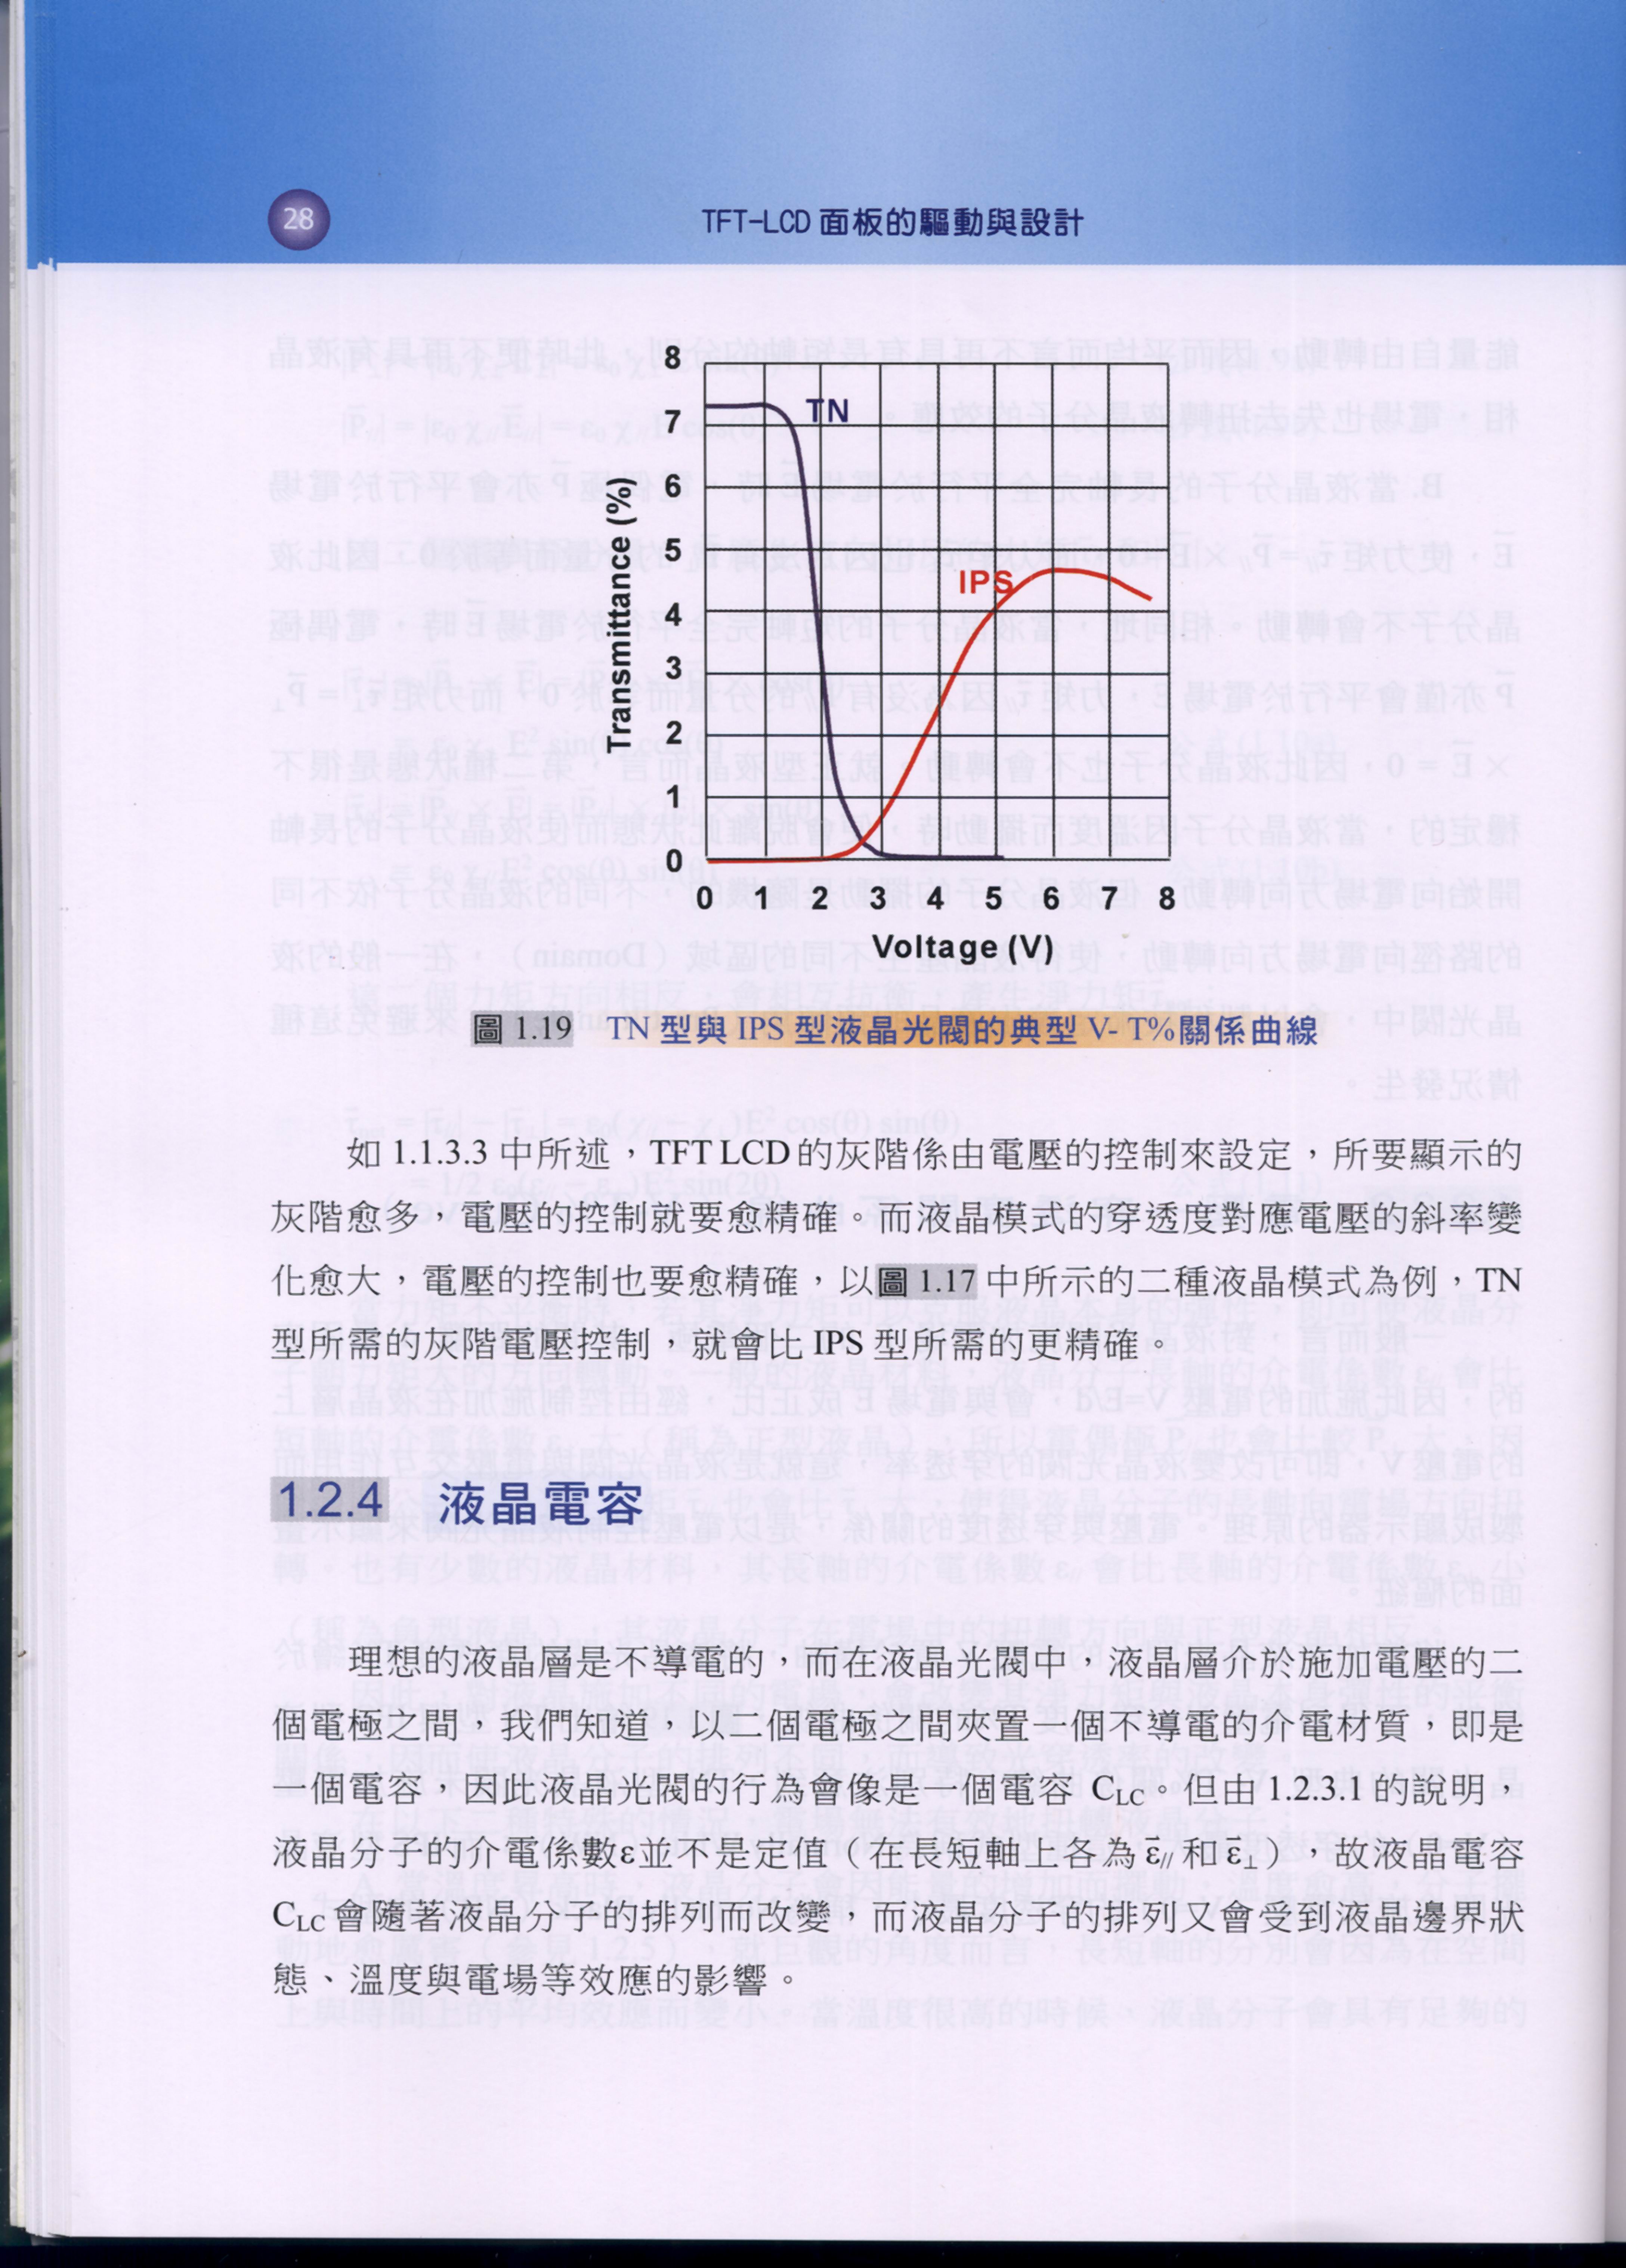 28
TFT-LCD 面板的驅動與設計
8
7
6
5
4
3
2
1
0
Transmittance (%)
TN
IPS
0 1 2 3 4 5 6 7 8
Voltage (V)
圖 1.19 TN 型與 IPS 型液晶光閥的典型 V- T%關係曲線
如 1.1.3.3 中所述，TFT LCD 的灰階係由電壓的控制來設定，所要顯示的
灰階愈多，電壓的控制就要愈精確。而液晶模式的穿透度對應電壓的斜率變
化愈大，電壓的控制也要愈精確，以圖 1.17 中所示的二種液晶模式為例，TN
型所需的灰階電壓控制，就會比 IPS 型所需的更精確。
1.2.4 液晶電容
理想的液晶層是不導電的，而在液晶光閥中，液晶層介於施加電壓的二
個電極之間，我們知道，以二個電極之間夾置一個不導電的介電材質，即是
一個電容，因此液晶光閥的行為會像是一個電容 CLC。但由 1.2.3.1 的說明，
液晶分子的介電係數ε並不是定值（在長短軸上各為 ε̄// 和 ε̄⊥），故液晶電容
CLC 會隨著液晶分子的排列而改變，而液晶分子的排列又會受到液晶邊界狀
態、溫度與電場等效應的影響。